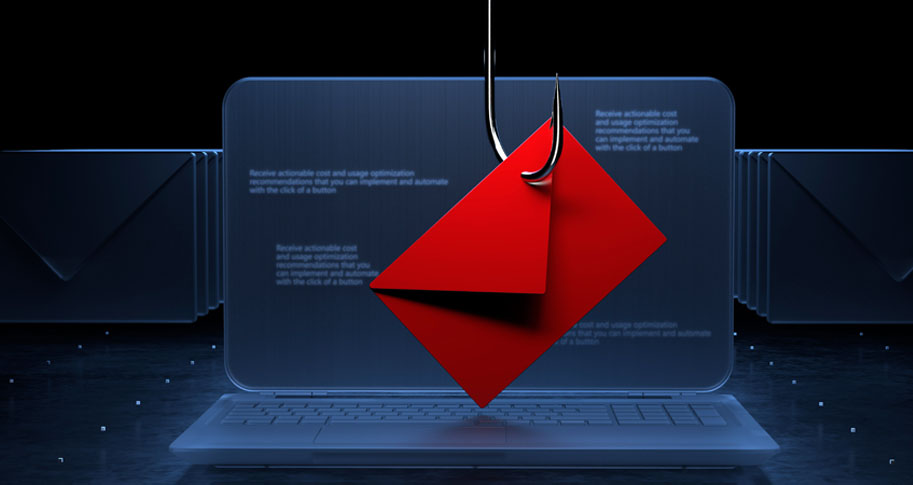 Receive actionable cost
and usage optimization
recommendations that you
can implement and automate
with the click of a button
Receive actionable cost and usage optimization
recommendations that you can implement and automate
with the click of a button
Receive actionable cost
and usage optimization
recommendations that you
can implement and automate
with the click of a button
cost and usage optimization
that you can implement and automate
of a button